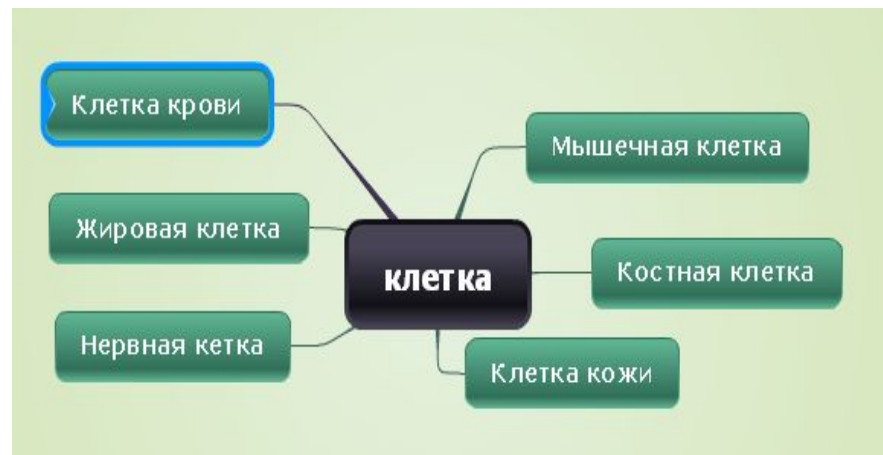 Клетка крови
Мышечная клетка
Жировая клетка
клетка
Костная клетка
Нервная кетка
Клетка кожи